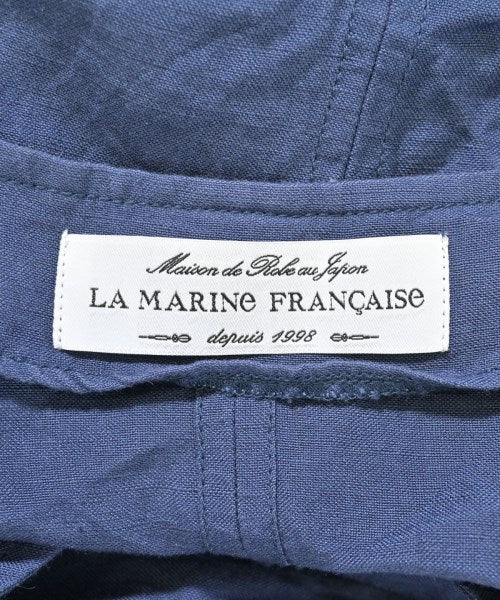 Maison de Robe au Japon
LA MARINe FRANÇAISe
depuis 1998